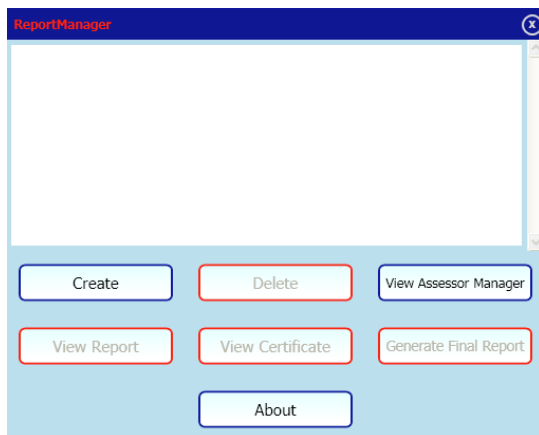 ReportManager
x
Create
Delete
View Assessor Manager
View Report
View Certificate
Generate Final Report
About